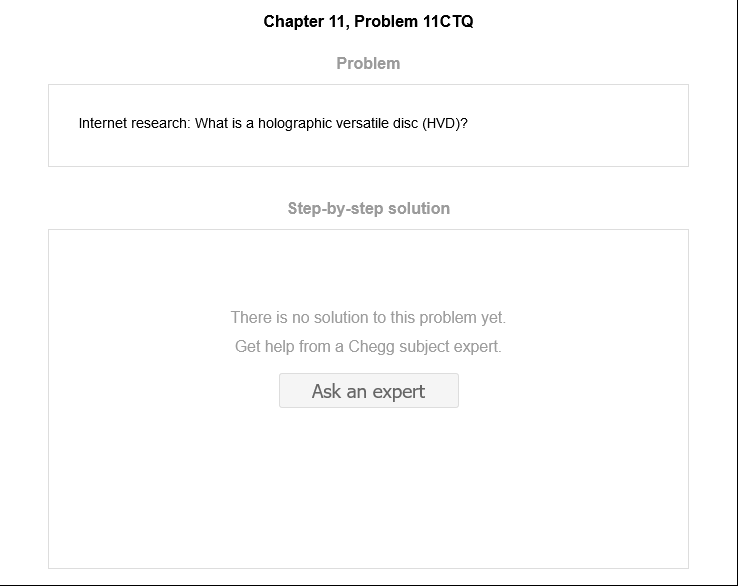 Chapter 11, Problem 11CTQ
Problem
Internet research: What is a holographic versatile disc (HVD)?
Step-by-step solution
There is no solution to this problem yet.
Get help from a Chegg subject expert.
Ask an expert